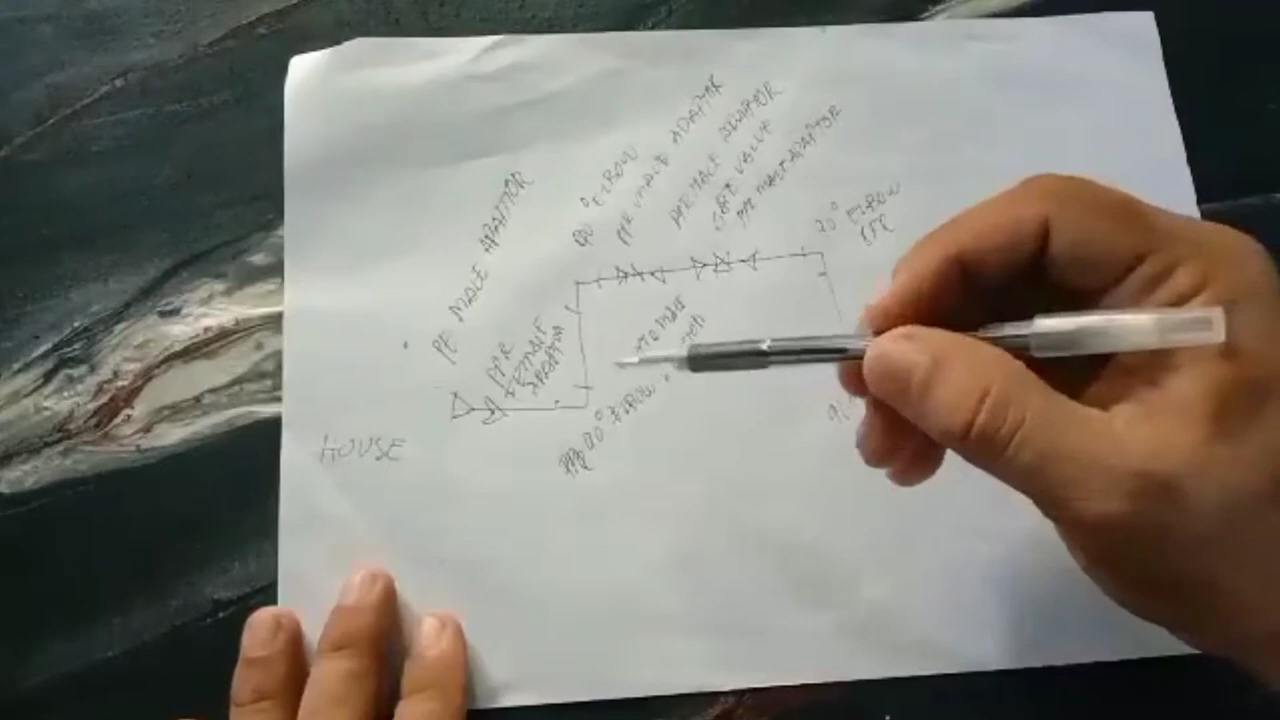 PE MALE ADAPTOR
PPR
FEMALE
ADAPTOR
90° ELBOW
PPR MALE ADAPTOR
PPR MALE ADAPTOR
GATE VALVE
PPR MALE ADAPTOR
90° ELBOW
PPR
PPR 90° ELBOW
HOUSE